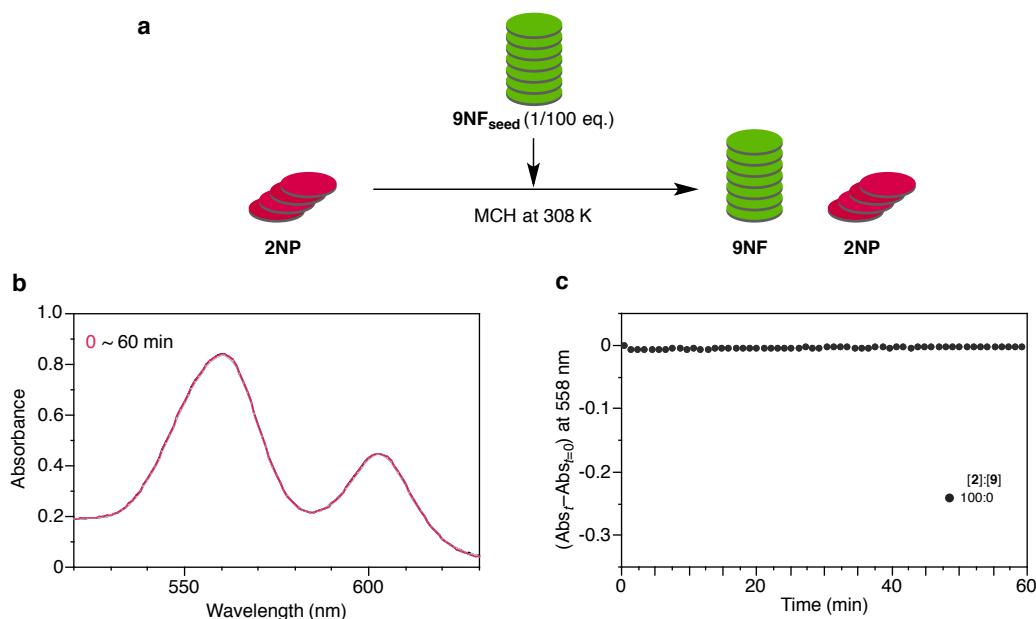 a
9NFseed (1/100 eq.)
MCH at 308 K
2NP
9NF
2NP
b
0 ~ 60 min
Absorbance
1.0
0.8
0.6
0.4
0.2
0
550
600
Wavelength (nm)
c
(Abst–Abst=0) at 558 nm
0
-0.1
-0.2
-0.3
[2]:[9]
100:0
0
20
40
60
Time (min)